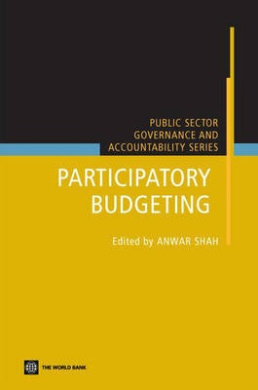 PUBLIC SECTOR
GOVERNANCE AND
ACCOUNTABILITY SERIES
PARTICIPATORY
BUDGETING
Edited by ANWAR SHAH
THE WORLD BANK